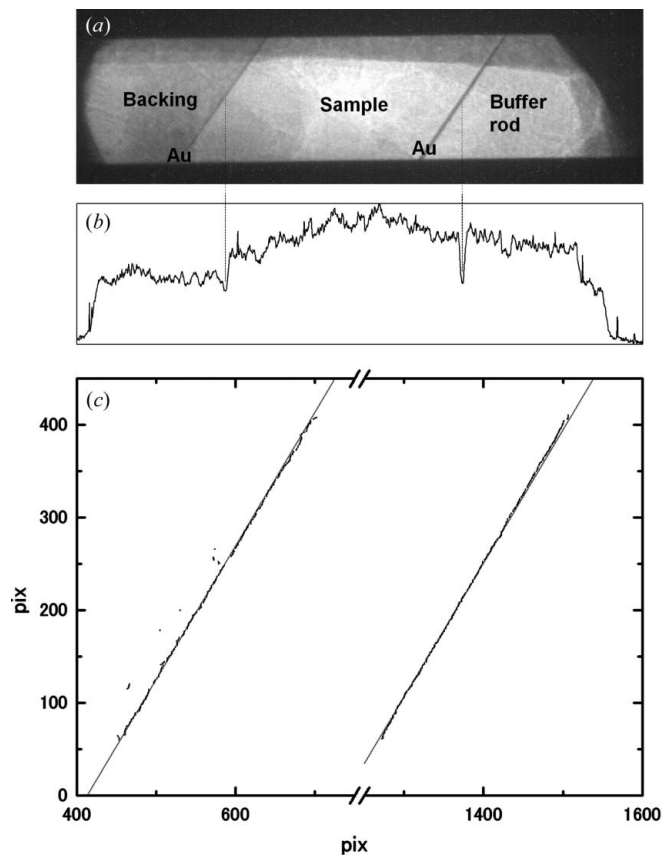 (a)
Backing
Sample
Buffer
rod
Au
Au
(b)
(c)
400
300
200
100
0
pix
400
600
1400
1600
pix